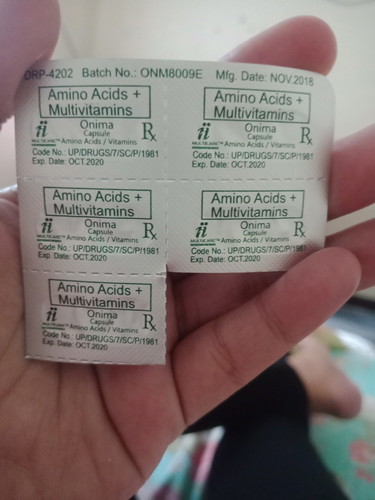 DRP-4202 Batch No.: ONM8009E Mfg. Date: NOV.2018
Amino Acids +
Multivitamins
Onima
Capsule
Rx
MULTICARE™ Amino Acids / Vitamins
Code No.: UP/DRUGS/7/SC/P/1981
Exp. Date: OCT.2020
Amino Acids +
Multivitamins
Onima
Capsule
Rx
MULTICARE™ Amino Acids / Vitamins
Code No.: UP/DRUGS/7/SC/P/1981
Exp. Date: OCT.2020
Amino Acids +
Multivitamins
Onima
Capsule
Rx
MULTICARE™ Amino Acids / Vitamins
Code No.: UP/DRUGS/7/SC/P/1981
Exp. Date: OCT.2020
Amino Acids +
Multivitamins
Onima
Capsule
Rx
MULTICARE™ Amino Acids / Vitamins
Code No.: UP/DRUGS/7/SC/P/1981
Exp. Date: OCT.2020
Amino Acids +
Multivitamins
Onima
Capsule
Rx
MULTICARE™ Amino Acids / Vitamins
Code No.: UP/DRUGS/7/SC/P/1981
Exp. Date: OCT.2020